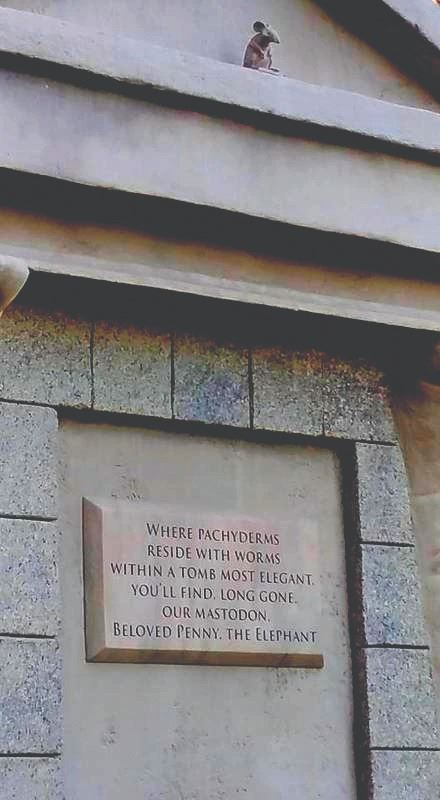 WHERE PACHYDERMS
RESIDE WITH WORMS
WITHIN A TOMB MOST ELEGANT.
YOU'LL FIND, LONG GONE,
OUR MASTODON,
BELOVED PENNY, THE ELEPHANT